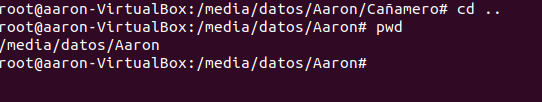 root@aaron-VirtualBox:/media/datos/Aaron/Cañamero# cd ..
root@aaron-VirtualBox:/media/datos/Aaron# pwd
/media/datos/Aaron
root@aaron-VirtualBox:/media/datos/Aaron#